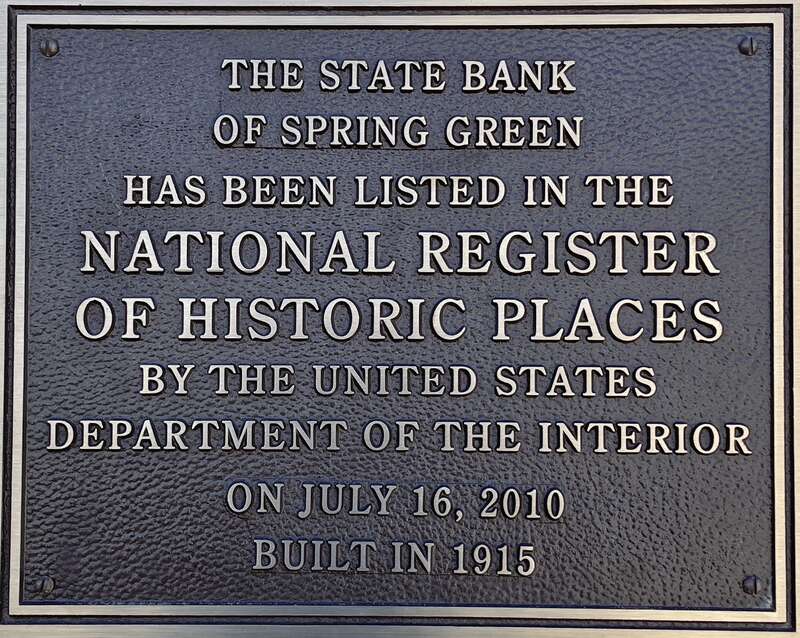 THE STATE BANK
OF SPRING GREEN
HAS BEEN LISTED IN THE
NATIONAL REGISTER
OF HISTORIC PLACES
BY THE UNITED STATES
DEPARTMENT OF THE INTERIOR
ON JULY 16, 2010
BUILT IN 1915